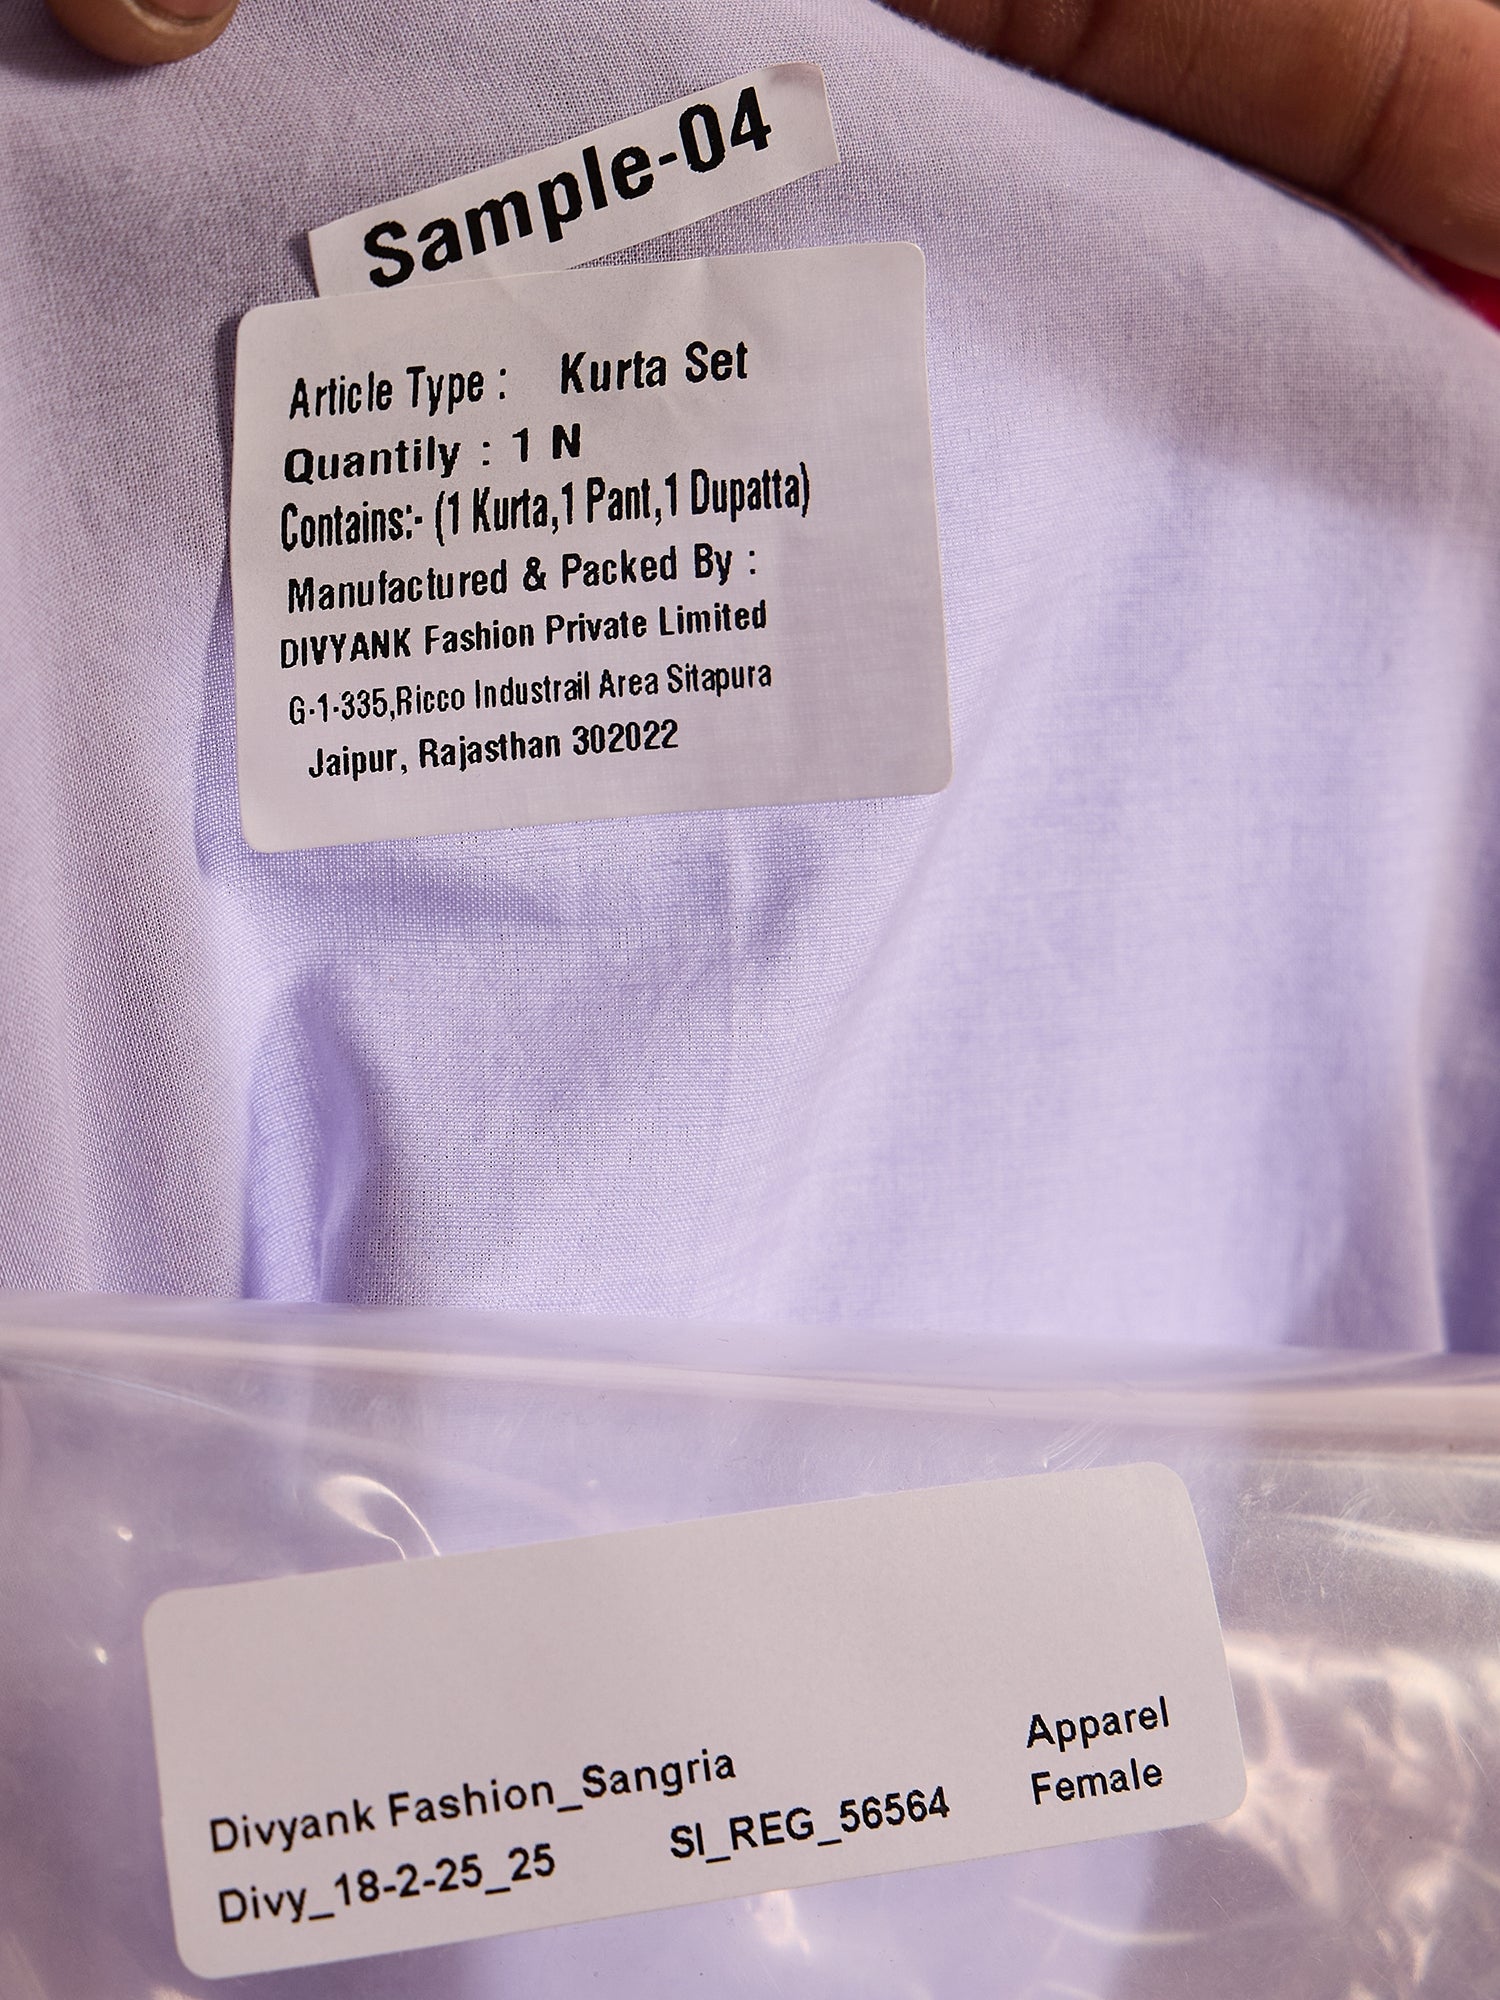 Sample-04
Article Type : Kurta Set
Quantily : 1 N
Contains:- (1 Kurta,1 Pant,1 Dupatta)
Manufactured & Packed By :
DIVYANK Fashion Private Limited
G-1-335,Ricco Industrail Area Sitapura
Jaipur, Rajasthan 302022
Apparel
Divyank Fashion_Sangria
Female
Divy_18-2-25_25 SI_REG_56564